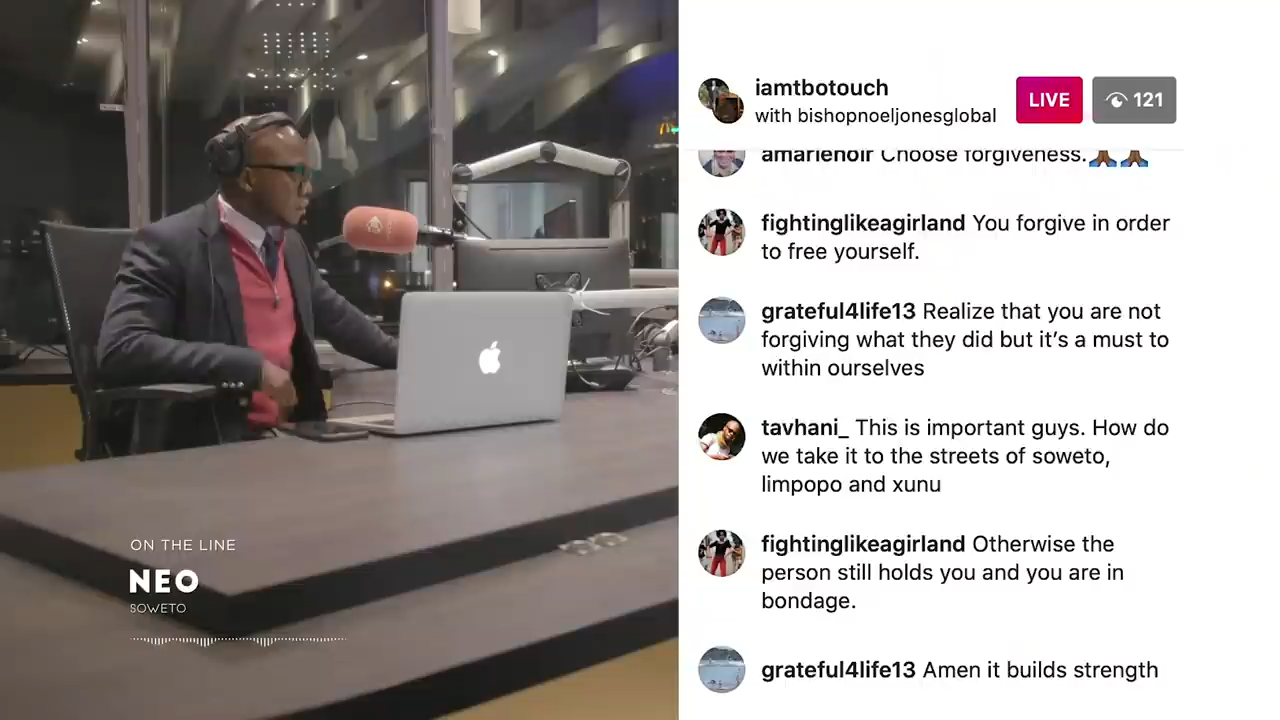 iamtbotouch
with bishopnoeljonesglobal
LIVE
121
amarienoir Choose forgiveness.
fightinglikeagirland You forgive in order
to free yourself.
grateful4life13 Realize that you are not
forgiving what they did but it’s a must to
within ourselves
tavhani_ This is important guys. How do
we take it to the streets of soweto,
limpopo and xunu
fightinglikeagirland Otherwise the
person still holds you and you are in
bondage.
grateful4life13 Amen it builds strength
ON THE LINE
NEO
SOWETO